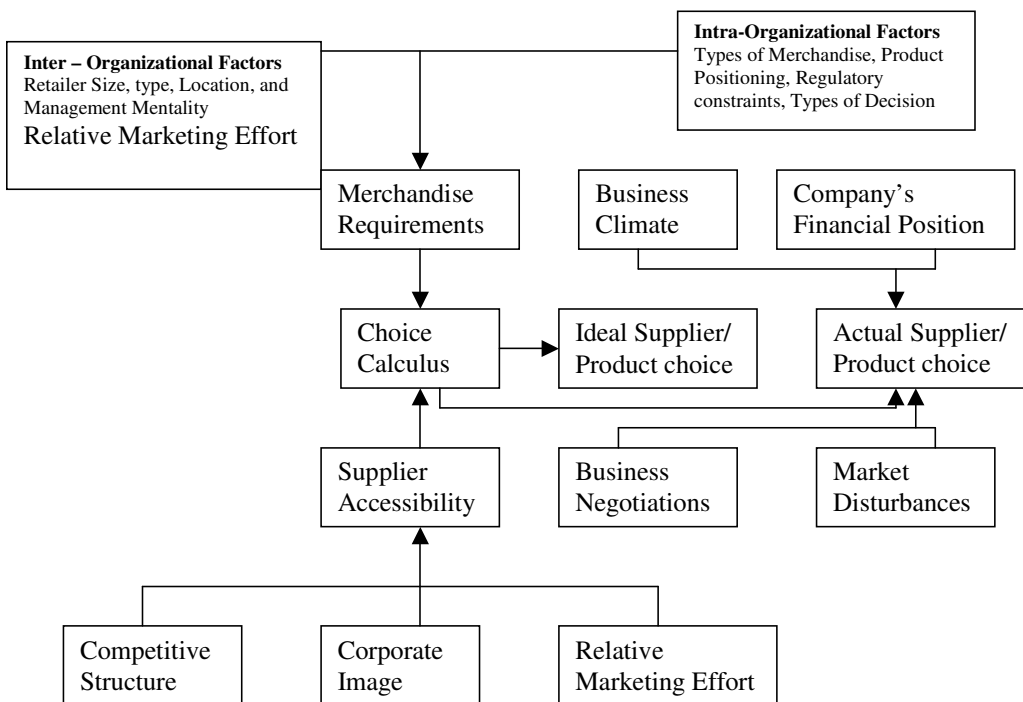 Inter – Organizational Factors
Retailer Size, type, Location, and
Management Mentality
Relative Marketing Effort
Intra-Organizational Factors
Types of Merchandise, Product
Positioning, Regulatory
constraints, Types of Decision
Merchandise
Requirements
Business
Climate
Company's
Financial Position
Choice
Calculus
Ideal Supplier/
Product choice
Actual Supplier/
Product choice
Supplier
Accessibility
Business
Negotiations
Market
Disturbances
Competitive
Structure
Corporate
Image
Relative
Marketing Effort